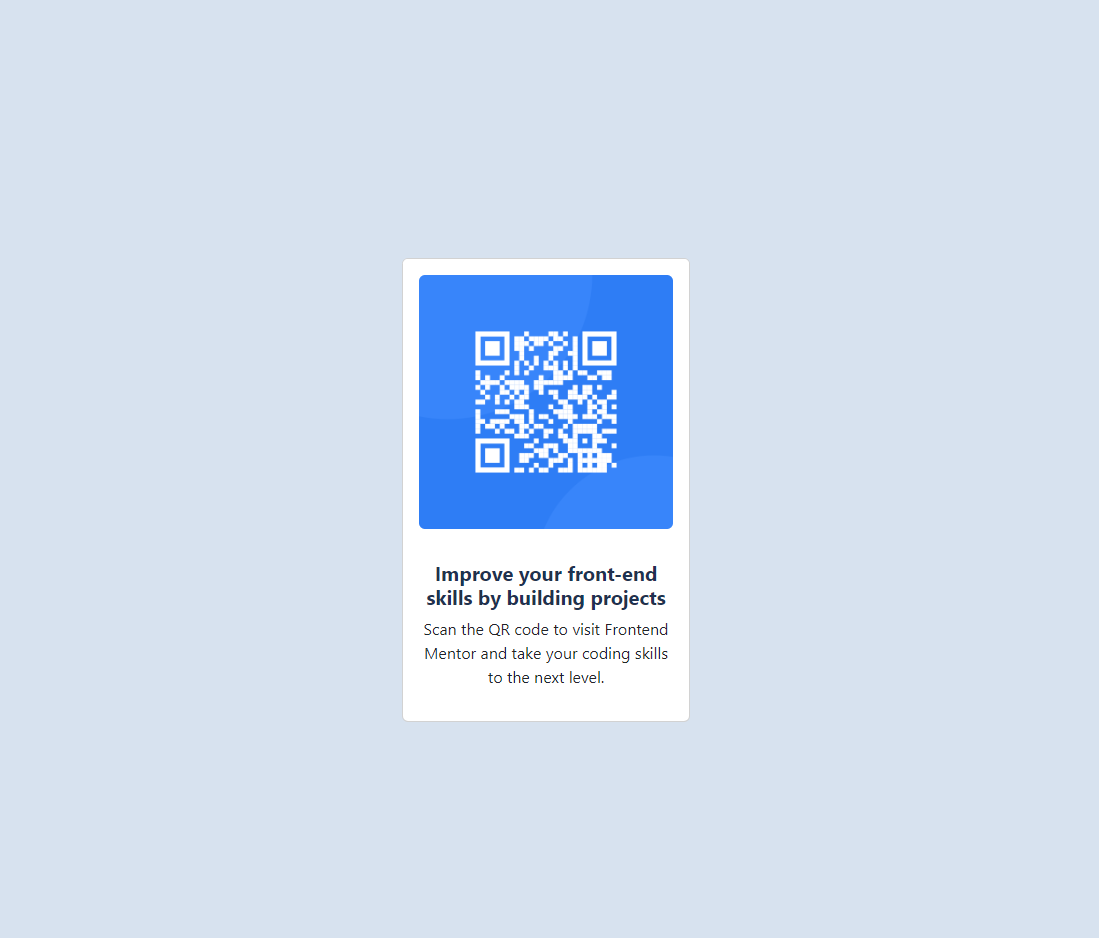 Improve your front-end
skills by building projects
Scan the QR code to visit Frontend
Mentor and take your coding skills
to the next level.